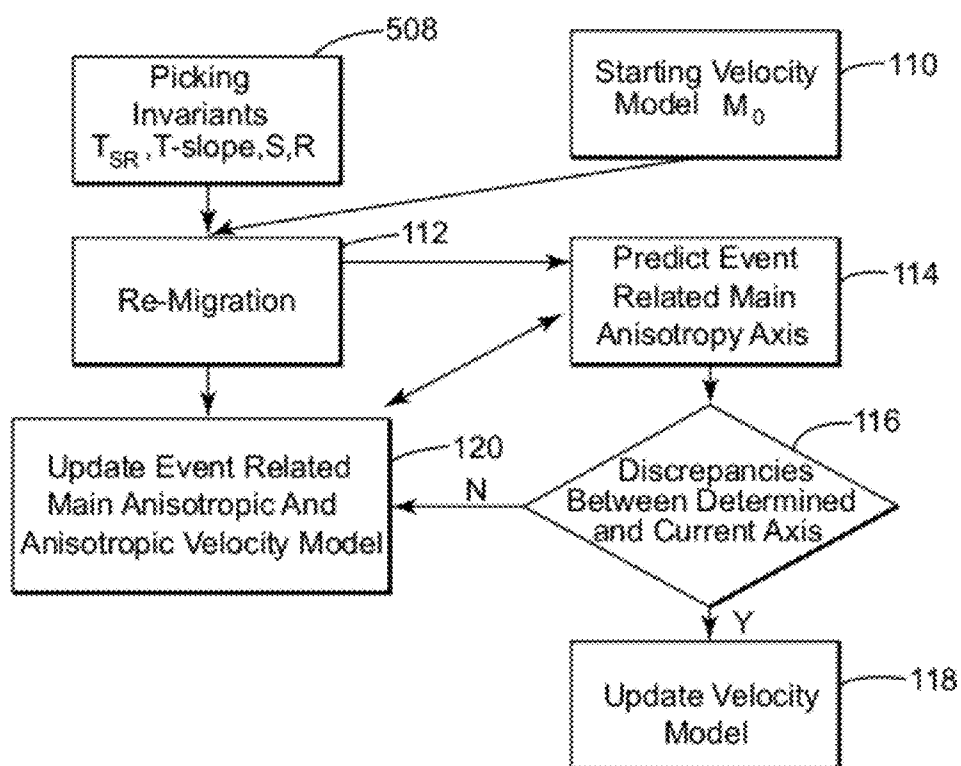 508
Picking
Invariants
T_SR, T-slope, S, R
Starting Velocity
Model M_0
110
112
Re-Migration
Predict Event
Related Main
Anisotropy Axis
114
Update Event Related
Main Anisotropic And
Anisotropic Velocity Model
120
N
Discrepancies
Between Determined
and Current Axis
116
Y
Update Velocity
Model
118